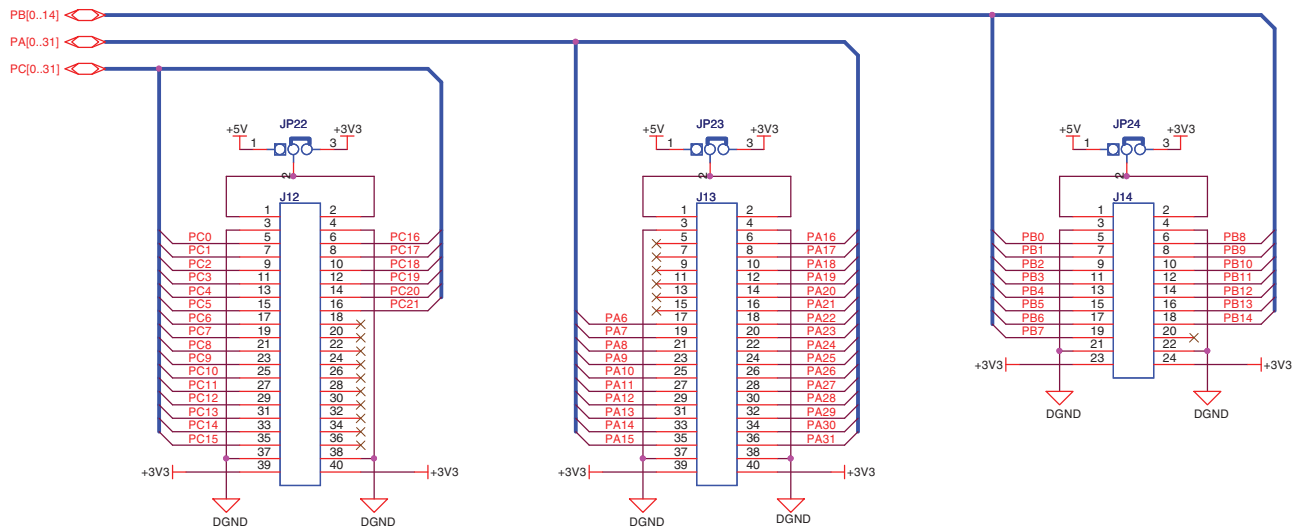 PB[0..14]
PA[0..31]
PC[0..31]
JP22 JP23 JP24
+5V 1 3 +3V3 +5V 1 3 +3V3 +5V 1 3 +3V3
2 2 2
J12 J13 J14
1 2 1 2 1 2
3 4 3 4 3 4
PC0 5 6 PC16 5 6 PA16 PB0 5 6 PB8
PC1 7 8 PC17 7 8 PA17 PB1 7 8 PB9
PC2 9 10 PC18 9 10 PA18 PB2 9 10 PB10
PC3 11 12 PC19 11 12 PA19 PB3 11 12 PB11
PC4 13 14 PC20 13 14 PA20 PB4 13 14 PB12
PC5 15 16 PC21 15 16 PA21 PB5 15 16 PB13
PC6 17 18 PA6 17 18 PA22 PB6 17 18 PB14
PC7 19 20 PA7 19 20 PA23 PB7 19 20
PC8 21 22 PA8 21 22 PA24 21 22
PC9 23 24 PA9 23 24 PA25 +3V3 23 24 +3V3
PC10 25 26 PA10 25 26 PA26
PC11 27 28 PA11 27 28 PA27
PC12 29 30 PA12 29 30 PA28
PC13 31 32 PA13 31 32 PA29
PC14 33 34 PA14 33 34 PA30
PC15 35 36 PA15 35 36 PA31
37 38 37 38
+3V3 39 40 +3V3 +3V3 39 40 +3V3
DGND DGND DGND DGND DGND DGND